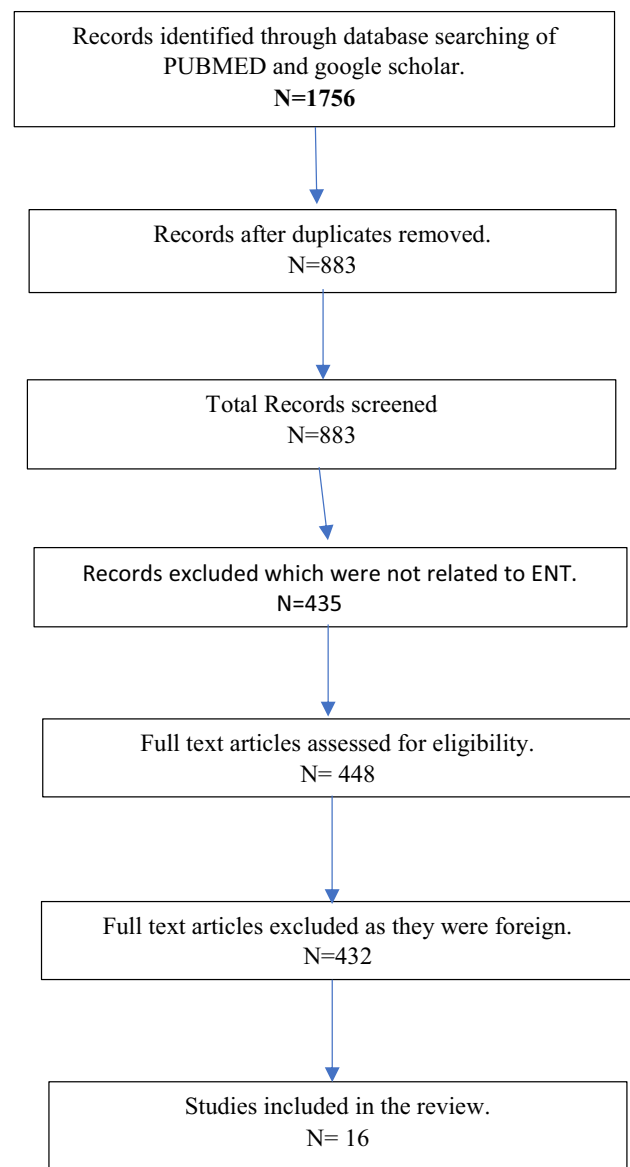 Records identified through database searching of
PUBMED and google scholar.
N=1756
Records after duplicates removed.
N=883
Total Records screened
N=883
Records excluded which were not related to ENT.
N=435
Full text articles assessed for eligibility.
N= 448
Full text articles excluded as they were foreign.
N=432
Studies included in the review.
N= 16